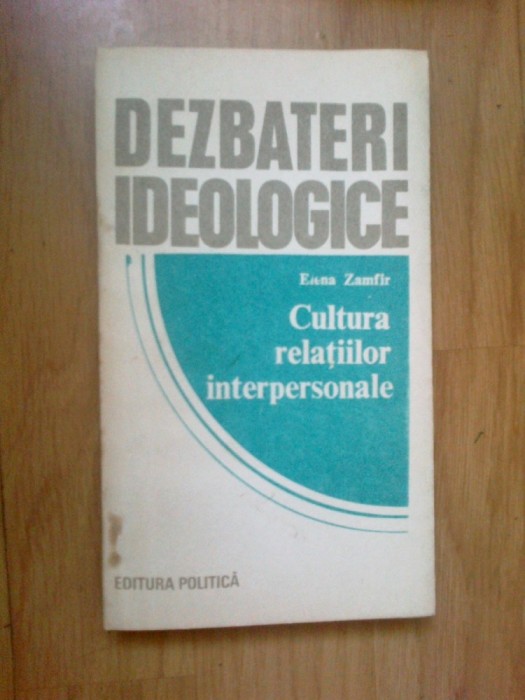 DEZBATERI
IDEOLOGICE
Elena Zamfir
Cultura
relațiilor
interpersonale
EDITURA POLITICĂ